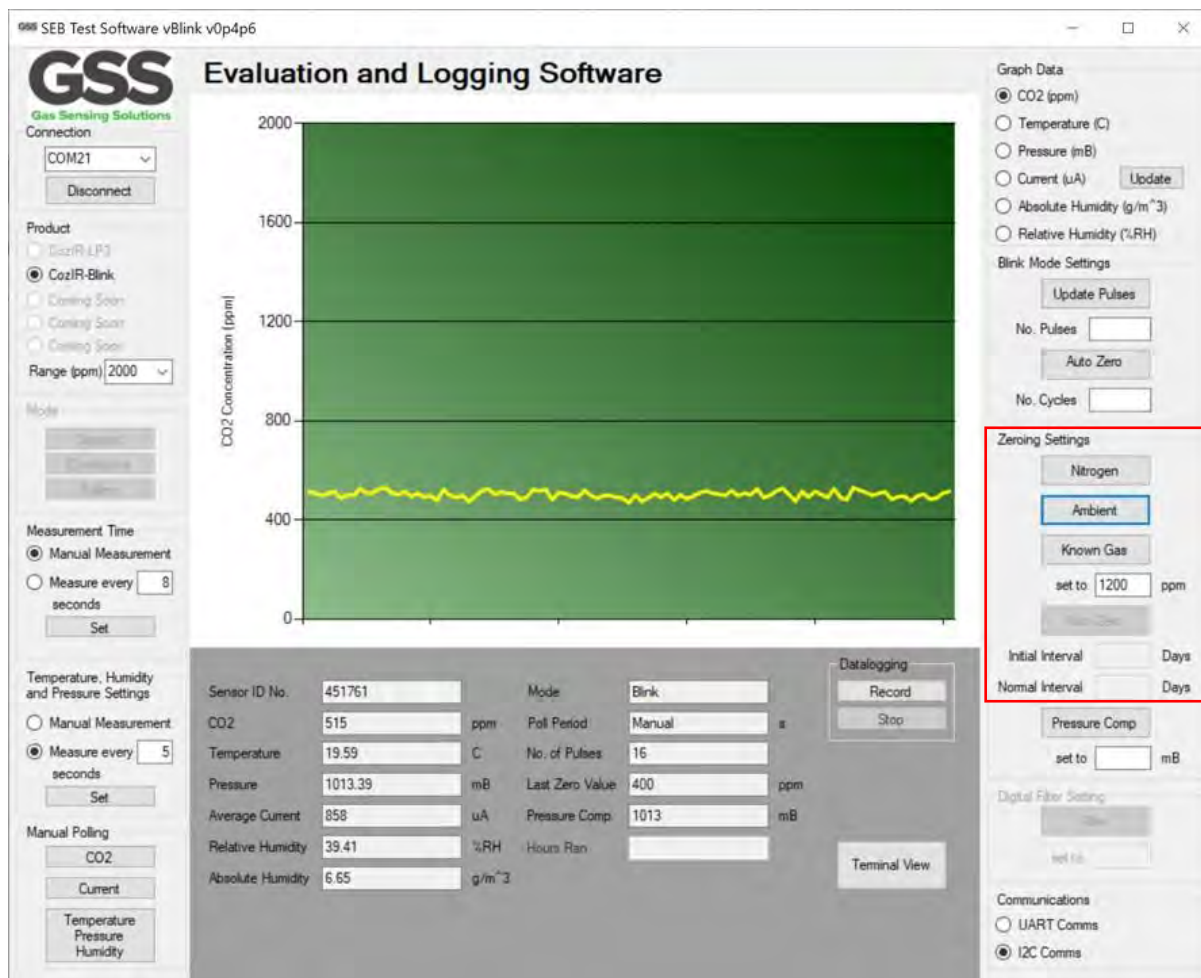 GSS SEB Test Software vBlink v0p4p6
GSS
Gas Sensing Solutions
Evaluation and Logging Software
Connection
COM21
Disconnect
Product
CozIR-LP3
CozIR-Blink
Coming Soon
Coming Soon
Coming Soon
Range (ppm) 2000
Mode
Measurement Time
Manual Measurement
Measure every 8
seconds
Set
Temperature, Humidity
and Pressure Settings
Manual Measurement
Measure every 5
seconds
Set
Manual Polling
CO2
Current
Temperature
Pressure
Humidity
CO2 Concentration (ppm)
2000
1600
1200
800
400
0
Sensor ID No. 451761
CO2 515 ppm
Temperature 19.59 C
Pressure 1013.39 mB
Average Current 858 uA
Relative Humidity 39.41 %RH
Absolute Humidity 6.65 g/m^3
Mode Blink
Poll Period Manual s
No. of Pulses 16
Last Zero Value 400 ppm
Pressure Comp. 1013 mB
Hours Ran
Datalogging
Record
Stop
Terminal View
Graph Data
CO2 (ppm)
Temperature (C)
Pressure (mB)
Current (uA) Update
Absolute Humidity (g/m^3)
Relative Humidity (%RH)
Blink Mode Settings
Update Pulses
No. Pulses
Auto Zero
No. Cycles
Zeroing Settings
Nitrogen
Ambient
Known Gas
set to 1200 ppm
Auto Zero
Initial Interval Days
Normal Interval Days
Pressure Comp
set to mB
Digital Filter Setting
set to
Communications
UART Comms
I2C Comms